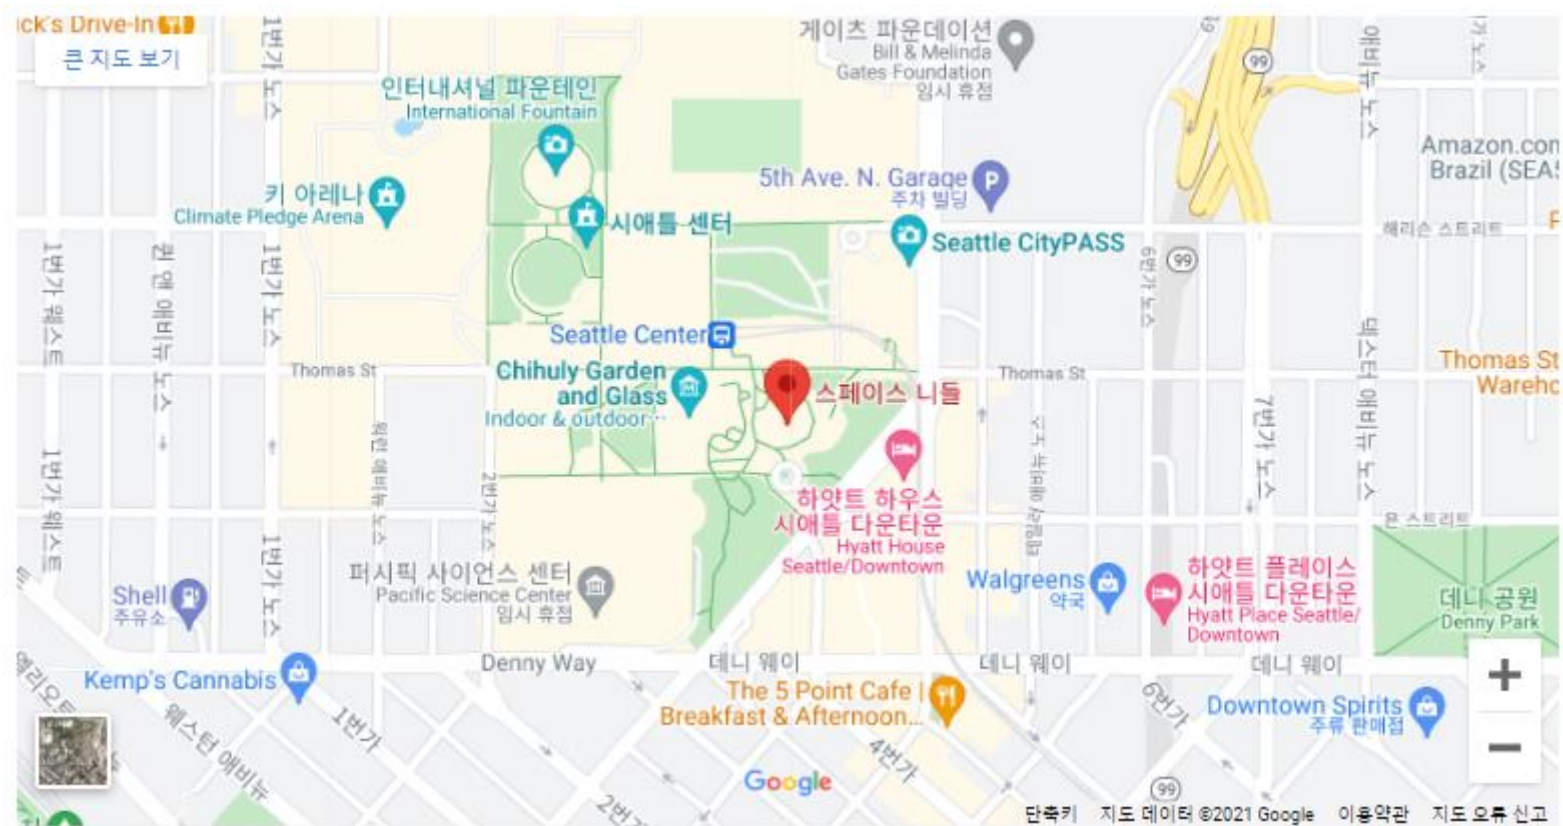 ck's Drive-In
큰 지도 보기
1번가 노스
게이츠 파운데이션
Bill & Melinda
Gates Foundation
임시 휴점
99
애비뉴 노스
인터내셔널 파운테인
International Fountain
Amazon.com
Brazil (SEA
5th Ave. N. Garage
주차 빌딩
P
키 아레나
Climate Pledge Arena
시애틀 센터
Seattle CityPASS
해리슨 스트리트
99
1번가 웨스트
퀸 앤 애비뉴 노스
1번가 노스
6번가 노스
Seattle Center
덱스터 애비뉴 노스
Thomas St
Chihuly Garden
and Glass
Indoor & outdoor…
스페이스 니들
Thomas St
Thomas St
Wareho
7번가 노스
1번가 웨스트
워런 애비뉴 노스
2번가 노스
하얏트 하우스
시애틀 다운타운
Hyatt House
Seattle/Downtown
존 스트리트
1번가 노스
퍼시픽 사이언스 센터
Pacific Science Center
임시 휴점
Walgreens
약국
하얏트 플레이스
시애틀 다운타운
Hyatt Place Seattle/
Downtown
데니 공원
Denny Park
Shell
주유소
Denny Way
데니 웨이
데니 웨이
데니 웨이
Kemp's Cannabis
The 5 Point Cafe |
Breakfast & Afternoon...
6번가
Downtown Spirits
주류 판매점
+
−
웨스턴 애비뉴
1번가
4번가
2번
Google
99
단축키 지도 데이터 ©2021 Google 이용약관 지도 오류 신고